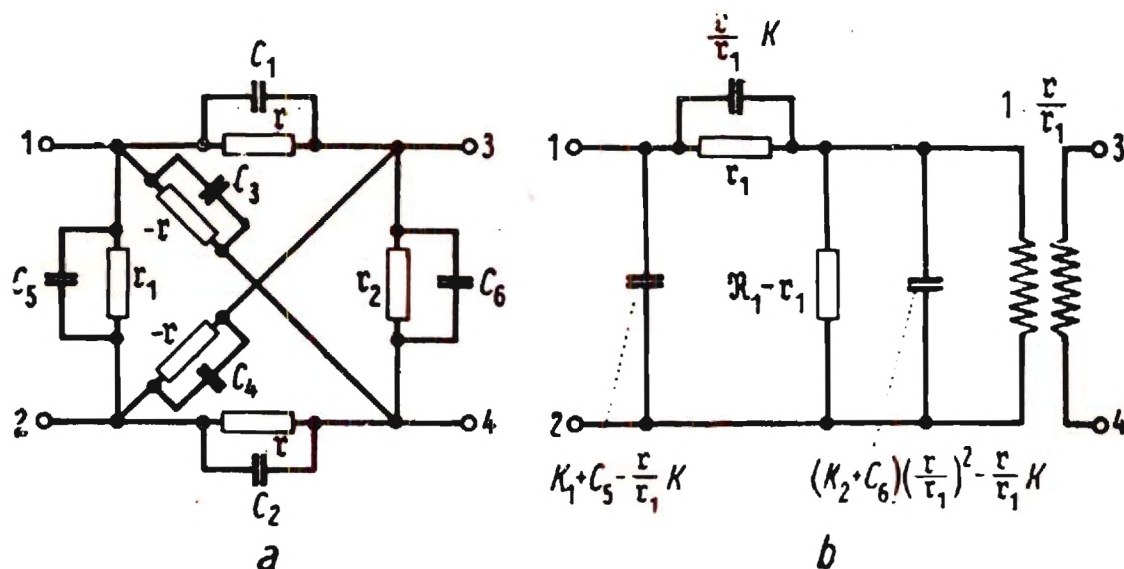 1
C₁
r
3
C₃
-r
C₅
r₁
r₂
C₆
-r
C₄
2
r
4
C₂
a
r/r₁ K
1
r₁
1 · r/r₁
3
ℜ₁-r₁
2
4
K₁+C₅-r/r₁ K
(K₂+C₆)(r/r₁)²-r/r₁ K
b